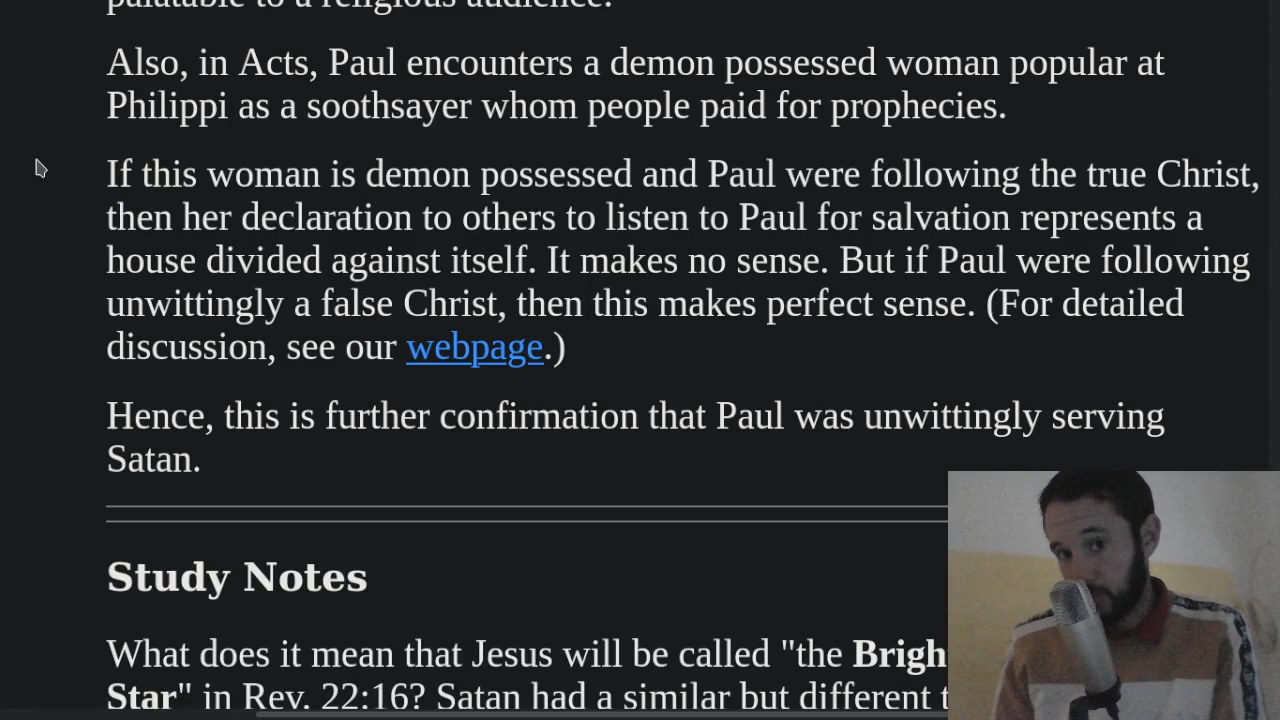 palatable to a religious audience.
Also, in Acts, Paul encounters a demon possessed woman popular at
Philippi as a soothsayer whom people paid for prophecies.
If this woman is demon possessed and Paul were following the true Christ,
then her declaration to others to listen to Paul for salvation represents a
house divided against itself. It makes no sense. But if Paul were following
unwittingly a false Christ, then this makes perfect sense. (For detailed
discussion, see our webpage.)
Hence, this is further confirmation that Paul was unwittingly serving
Satan.
Study Notes
What does it mean that Jesus will be called "the Brigh
Star" in Rev. 22:16? Satan had a similar but different